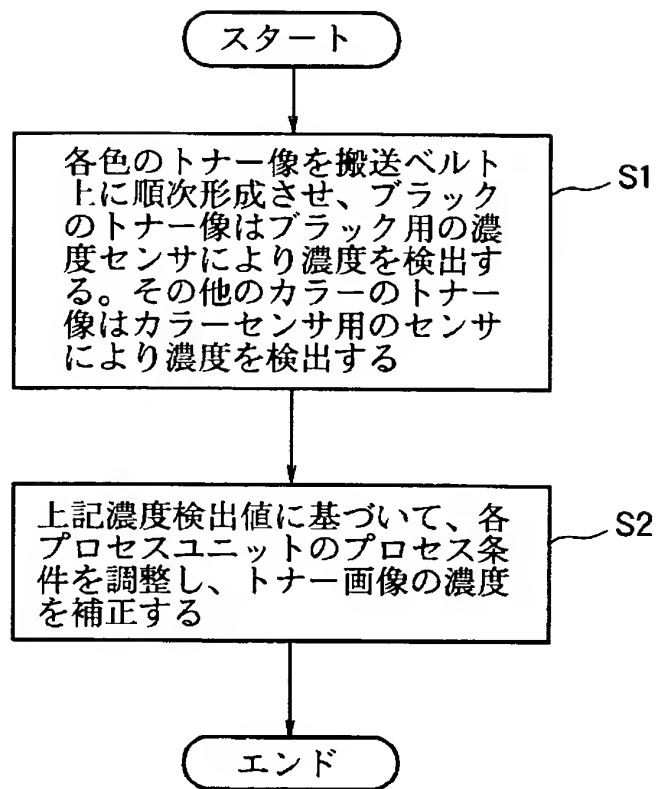 スタート
各色のトナー像を搬送ベルト
上に順次形成させ、ブラック
のトナー像はブラック用の濃
度センサにより濃度を検出す
る。その他のカラーのトナー
像はカラーセンサ用のセンサ
により濃度を検出する
S1
上記濃度検出値に基づいて、各
プロセスユニットのプロセス条
件を調整し、トナー画像の濃度
を補正する
S2
エンド